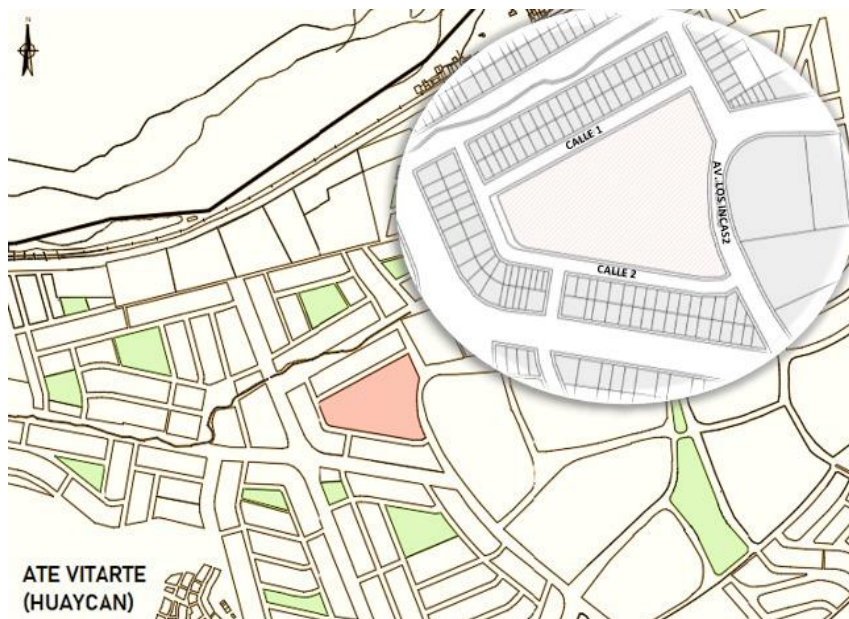 N
CALLE 1
AV. LOS INCAS2
CALLE 2
ATE VITARTE
(HUAYCAN)